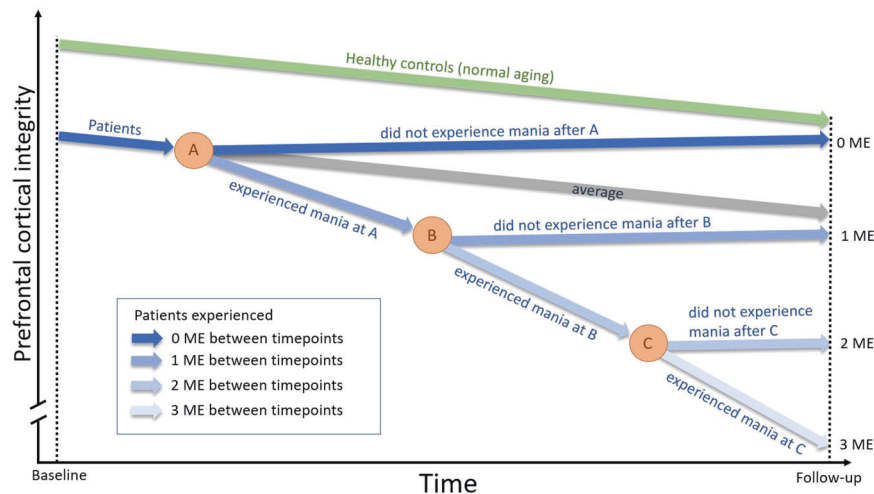 Healthy controls (normal aging)
Patients
did not experience mania after A
0 ME
A
average
experienced mania at A
did not experience mania after B
1 ME
B
experienced mania at B
did not experience
mania after C
2 ME
C
experienced mania at C
3 ME
Patients experienced
0 ME between timepoints
1 ME between timepoints
2 ME between timepoints
3 ME between timepoints
Prefrontal cortical integrity
Baseline
Time
Follow-up